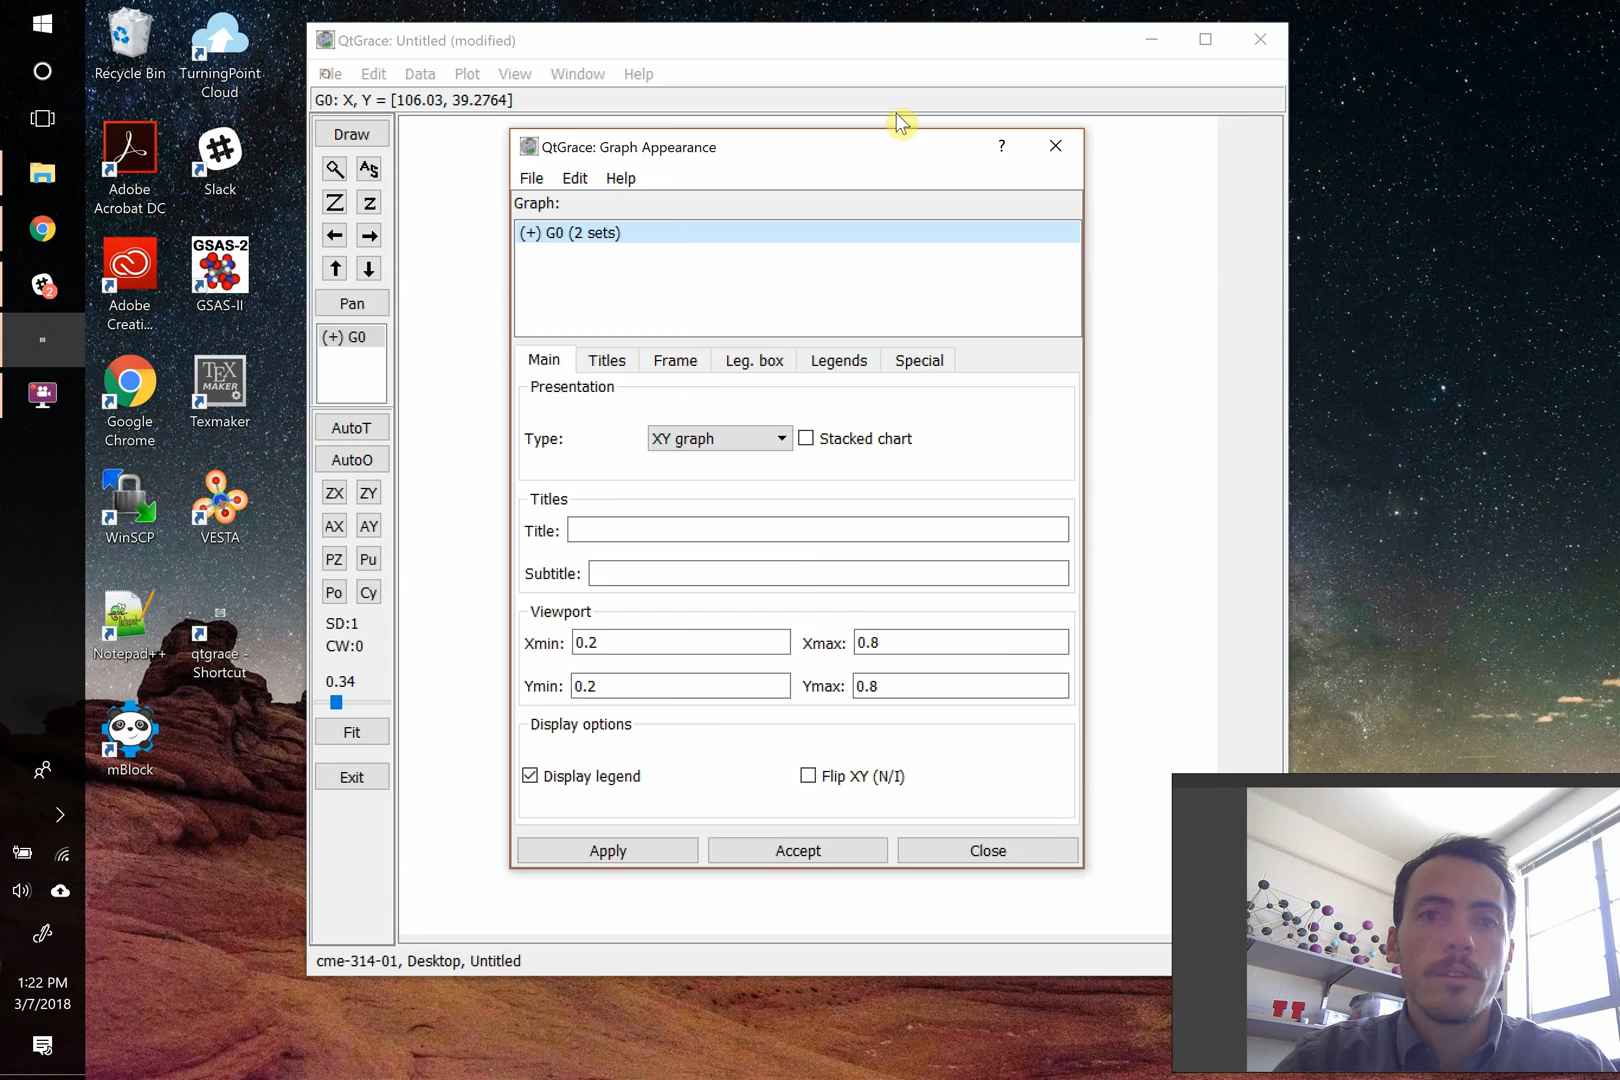 Recycle Bin
TurningPoint
Cloud
Adobe
Acrobat DC
Slack
Adobe
Creati...
GSAS-2
GSAS-II
Google
Chrome
TEX
MAKER
Texmaker
WinSCP
VESTA
Notepad++
qtgrace -
Shortcut
mBlock
2
1:22 PM
3/7/2018
QtGrace: Untitled (modified)
File Edit Data Plot View Window Help
G0: X, Y = [106.03, 39.2764]
Draw
AS
Z z
Pan
(+) G0
AutoT
AutoO
ZX ZY
AX AY
PZ Pu
Po Cy
SD:1
CW:0
0.34
Fit
Exit
cme-314-01, Desktop, Untitled
QtGrace: Graph Appearance ?
File Edit Help
Graph:
(+) G0 (2 sets)
Main Titles Frame Leg. box Legends Special
Presentation
Type: XY graph Stacked chart
Titles
Title:
Subtitle:
Viewport
Xmin: 0.2 Xmax: 0.8
Ymin: 0.2 Ymax: 0.8
Display options
Display legend Flip XY (N/I)
Apply Accept Close